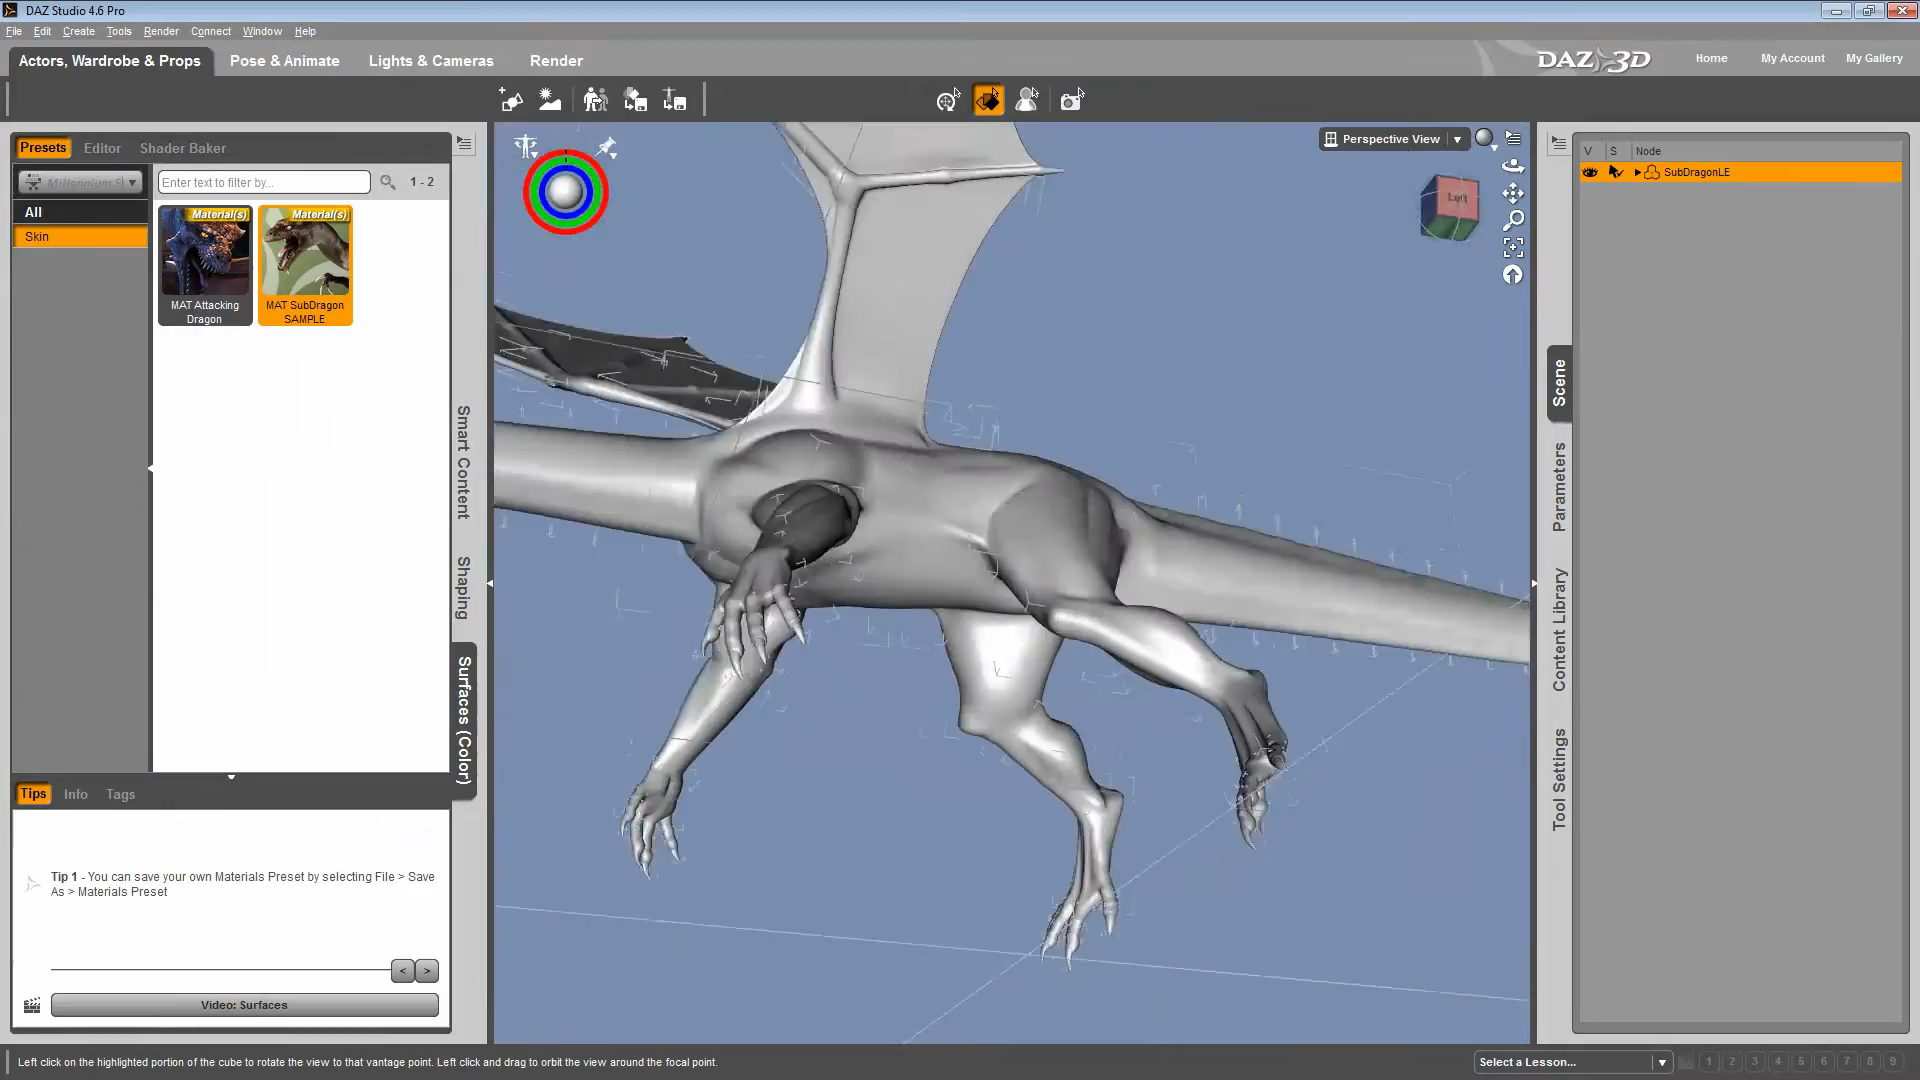 DAZ Studio 4.6 Pro
File Edit Create Tools Render Connect Window Help
Actors, Wardrobe & Props Pose & Animate Lights & Cameras Render
DAZ 3D Home My Account My Gallery
Presets Editor Shader Baker
Enter text to filter by... 1 - 2
All
Skin
Material(s) Material(s)
MAT Attacking Dragon
MAT SubDragon SAMPLE
Smart Content
Shaping
Surfaces (Color)
Perspective View
Left
V S Node
SubDragonLE
Scene
Parameters
Content Library
Tool Settings
Tips Info Tags
Tip 1 - You can save your own Materials Preset by selecting File > Save
As > Materials Preset
< >
Video: Surfaces
Left click on the highlighted portion of the cube to rotate the view to that vantage point. Left click and drag to orbit the view around the focal point.
Select a Lesson... 1 2 3 4 5 6 7 8 9